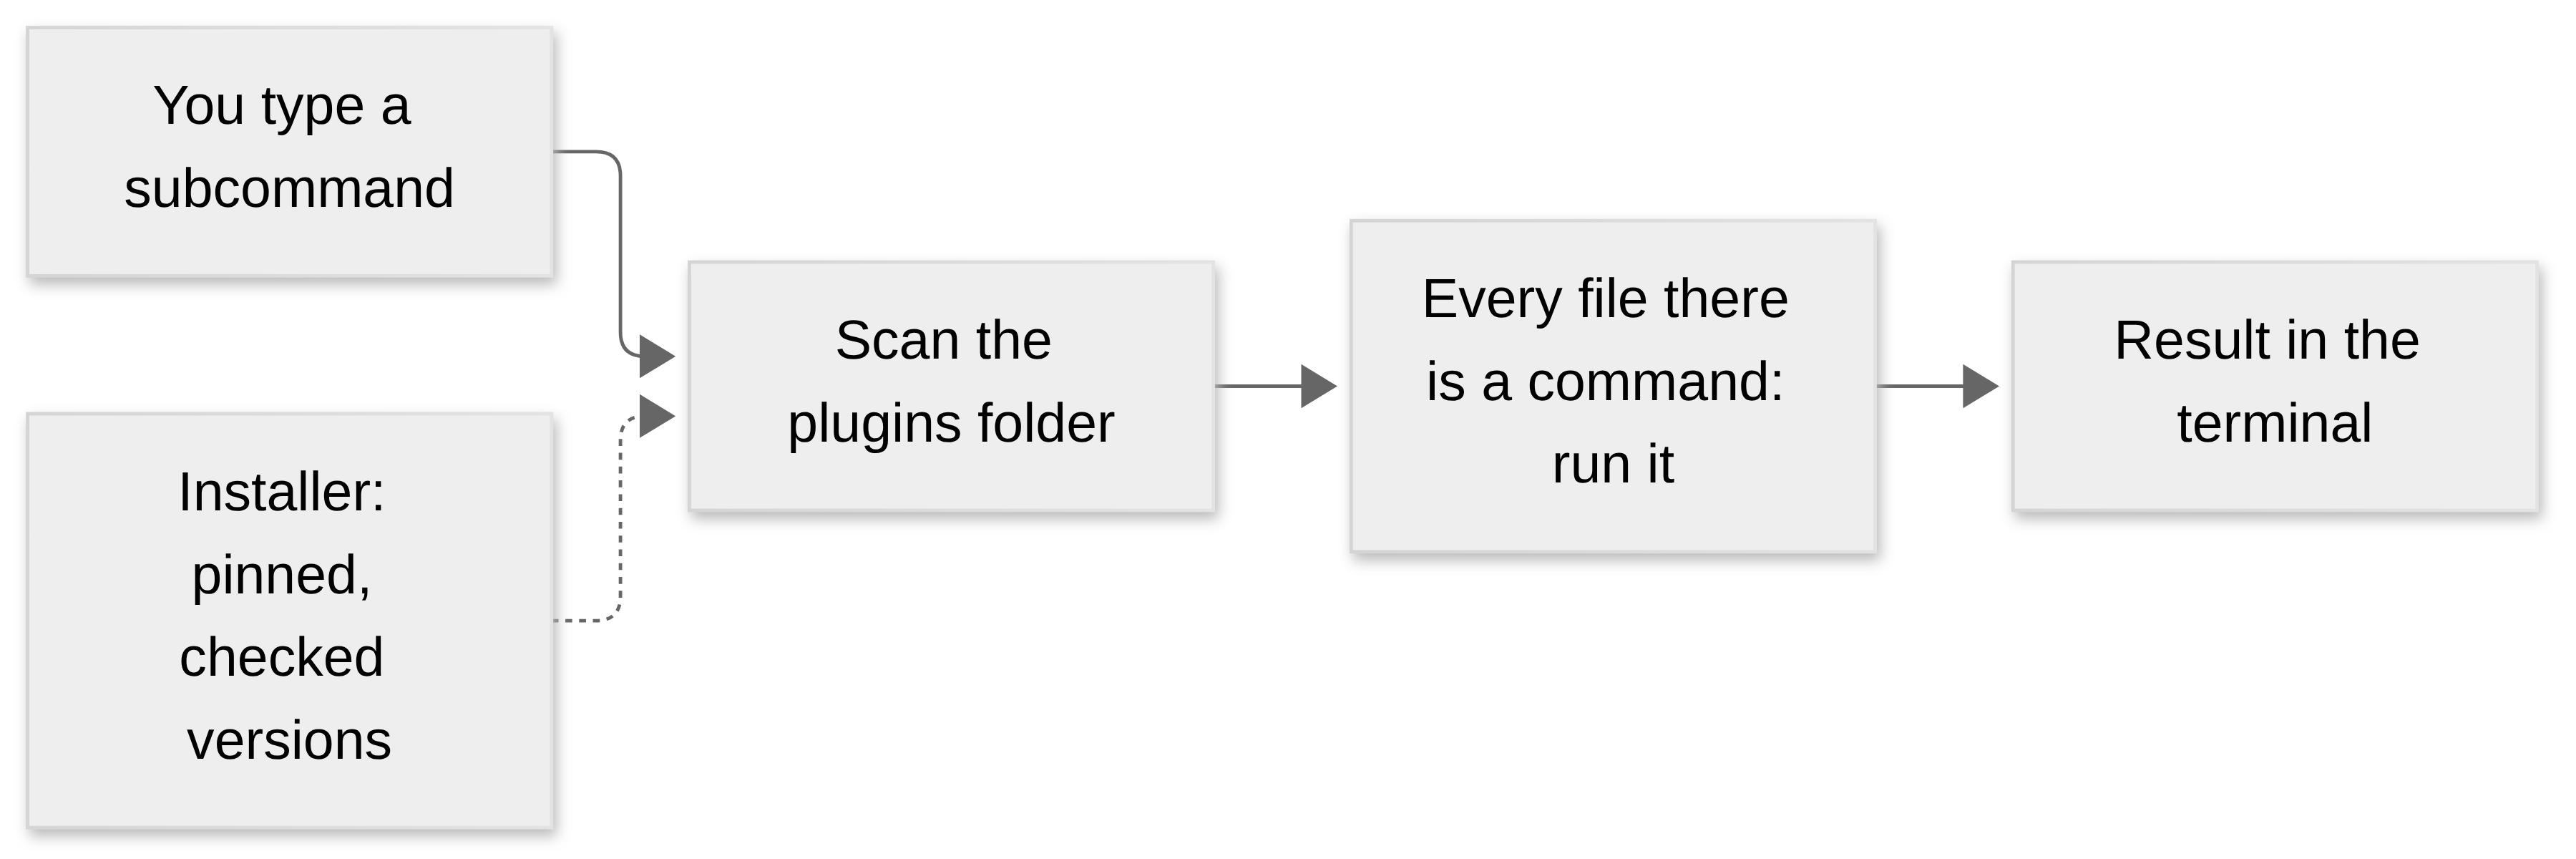 You type a
subcommand
Installer:
pinned,
checked
versions
Scan the
plugins folder
Every file there
is a command:
run it
Result in the
terminal